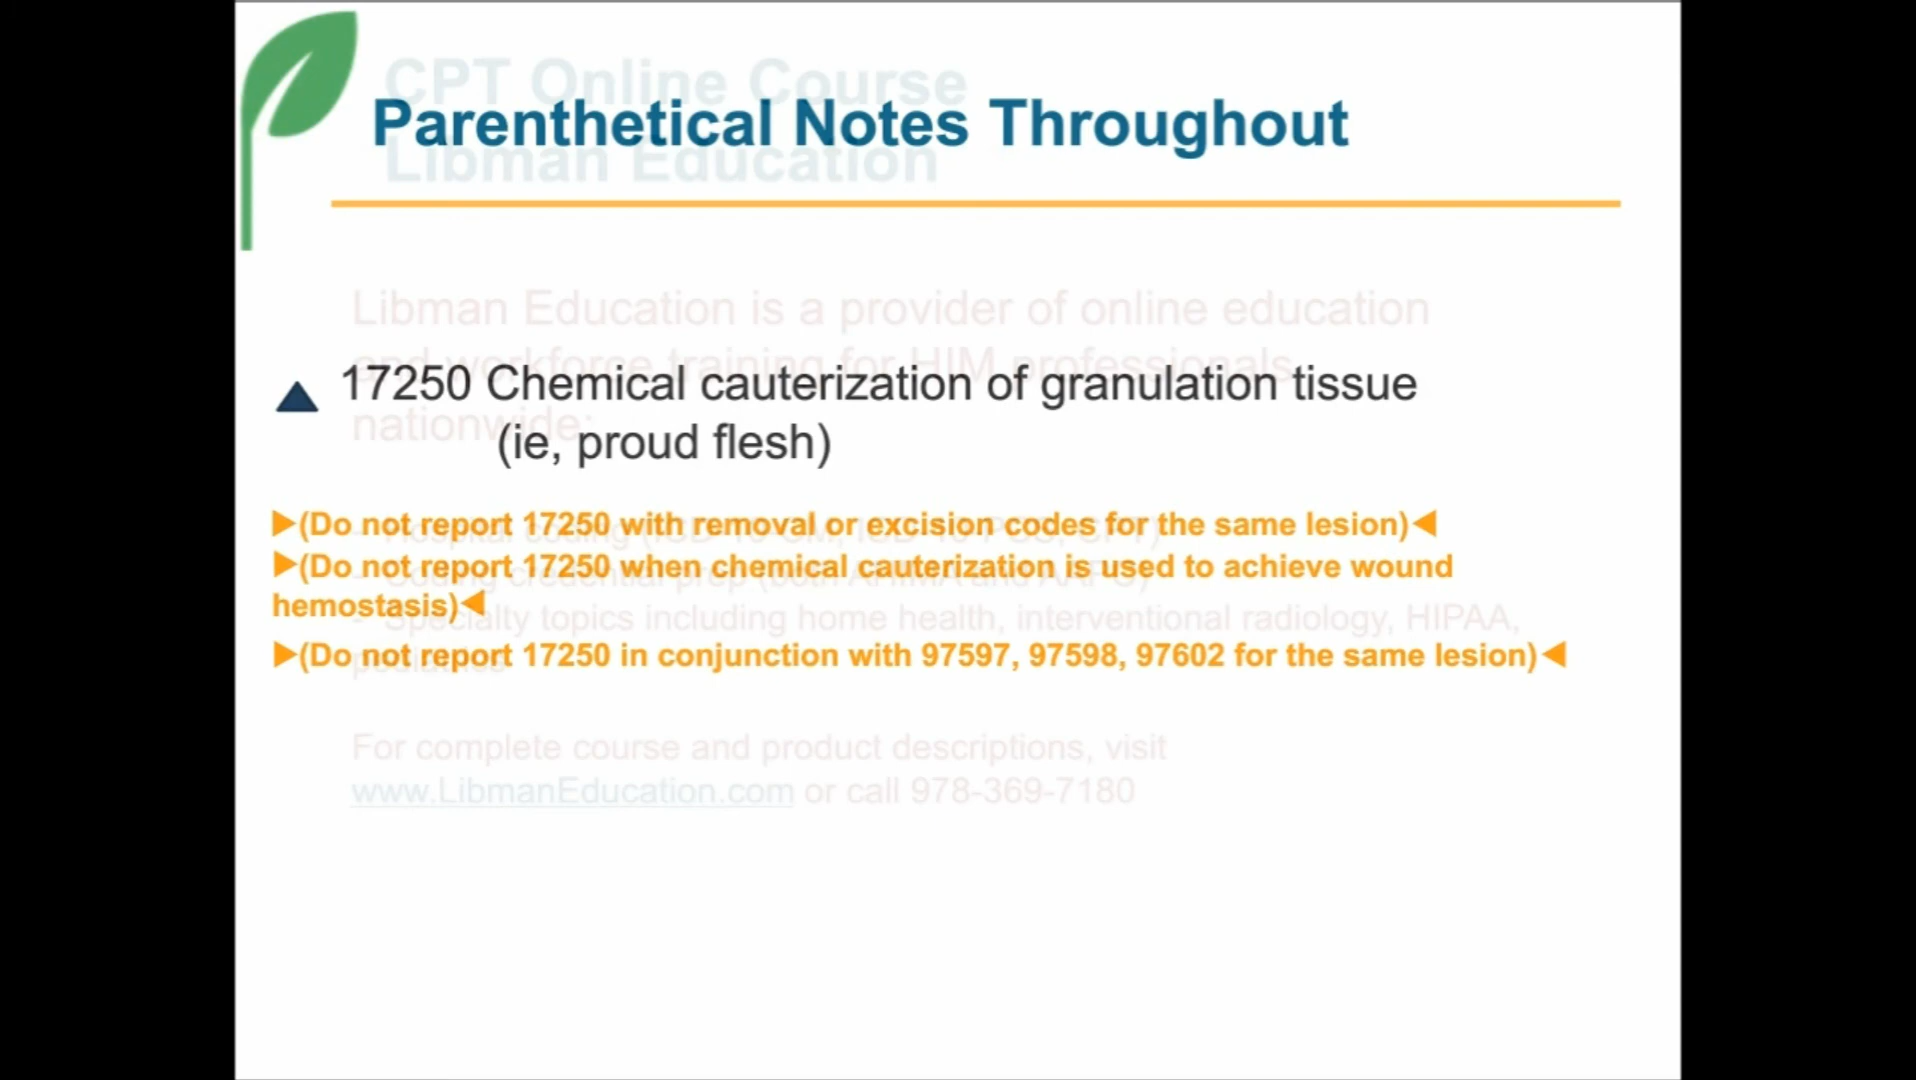 CPT Online Course
Parenthetical Notes Throughout
Libman Education
Libman Education is a provider of online education
and workforce training for HIM professionals
nationwide:
▲ 17250 Chemical cauterization of granulation tissue
(ie, proud flesh)
▶(Do not report 17250 with removal or excision codes for the same lesion)◀
▶(Do not report 17250 when chemical cauterization is used to achieve wound
hemostasis)◀
- Specialty topics including home health, interventional radiology, HIPAA,
▶(Do not report 17250 in conjunction with 97597, 97598, 97602 for the same lesion)◀
For complete course and product descriptions, visit
www.LibmanEducation.com or call 978-369-7180